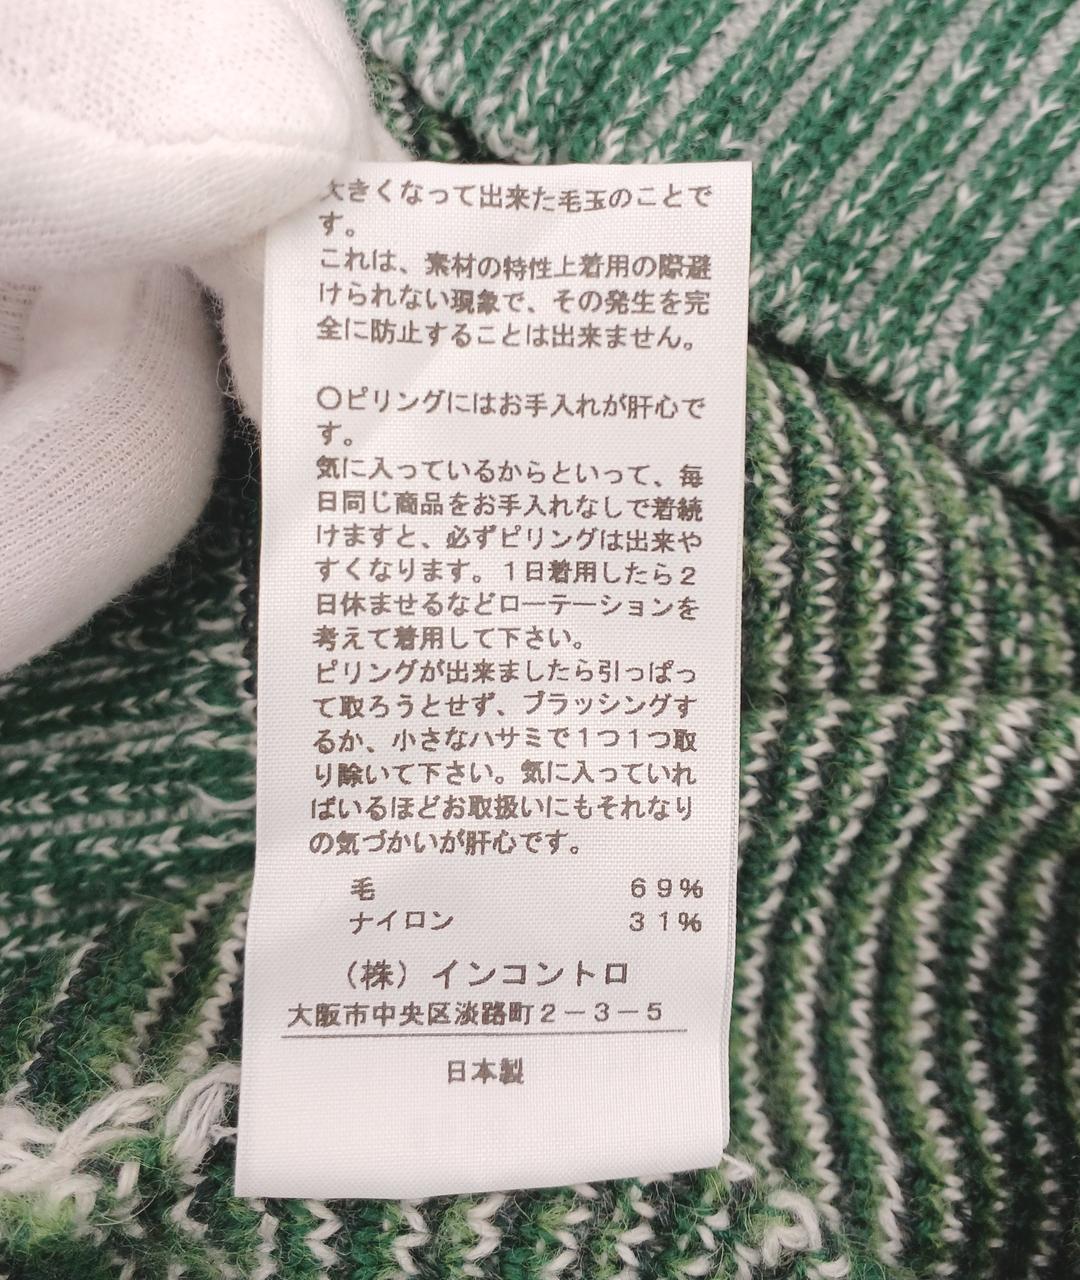 大きくなって出来た毛玉のことで
す。
これは、素材の特性上着用の際避
けられない現象で、その発生を完
全に防止することは出来ません。
〇ピリングにはお手入れが肝心で
す。
気に入っているからといって、毎
日同じ商品をお手入れなしで着続
けますと、必ずピリングは出来や
すくなります。1日着用したら2
日休ませるなどローテーションを
考えて着用して下さい。
ピリングが出来ましたら引っぱっ
て取ろうとせず、ブラッシングす
るか、小さなハサミで1つ1つ取
り除いて下さい。気に入っていれ
ばいるほどお取扱いにもそれなり
の気づかいが肝心です。
毛 69%
ナイロン 31%
(株)インコントロ
大阪市中央区淡路町2-3-5
日本製